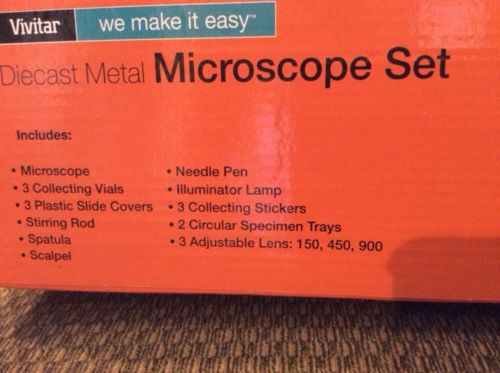 Vivitar we make it easy™
Diecast Metal Microscope Set
Includes:
• Microscope
• 3 Collecting Vials
• 3 Plastic Slide Covers
• Stirring Rod
• Spatula
• Scalpel
• Needle Pen
• Illuminator Lamp
• 3 Collecting Stickers
• 2 Circular Specimen Trays
• 3 Adjustable Lens: 150, 450, 900